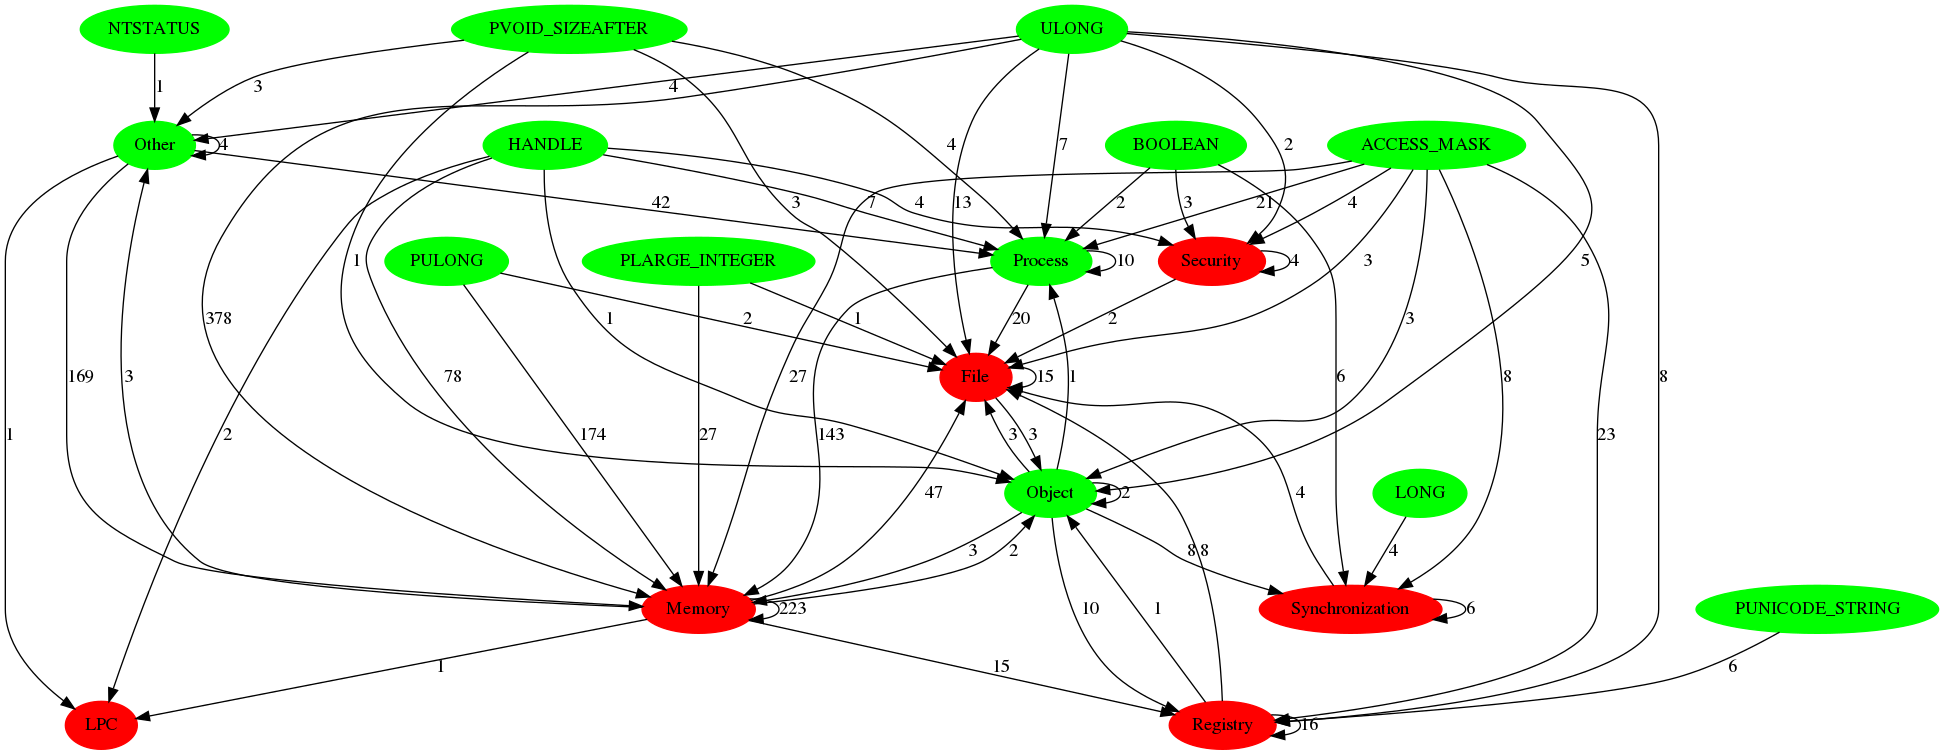 NTSTATUS PVOID_SIZEAFTER ULONG
1 3 4
Other HANDLE BOOLEAN ACCESS_MASK
4 4 7 2
42 7 4 3 13 2 3 21 4
PULONG PLARGE_INTEGER Process Security
1 10 4 3 5
378 2 1 20 2
169 3 78 27 File 15 1 6 8
1 2 174 27 143 3 3 3 23 8
47 Object 2 4 LONG
3 2 8 8 4
Memory 223 10 1 Synchronization 6 PUNICODE_STRING
1 15 6
LPC Registry 16